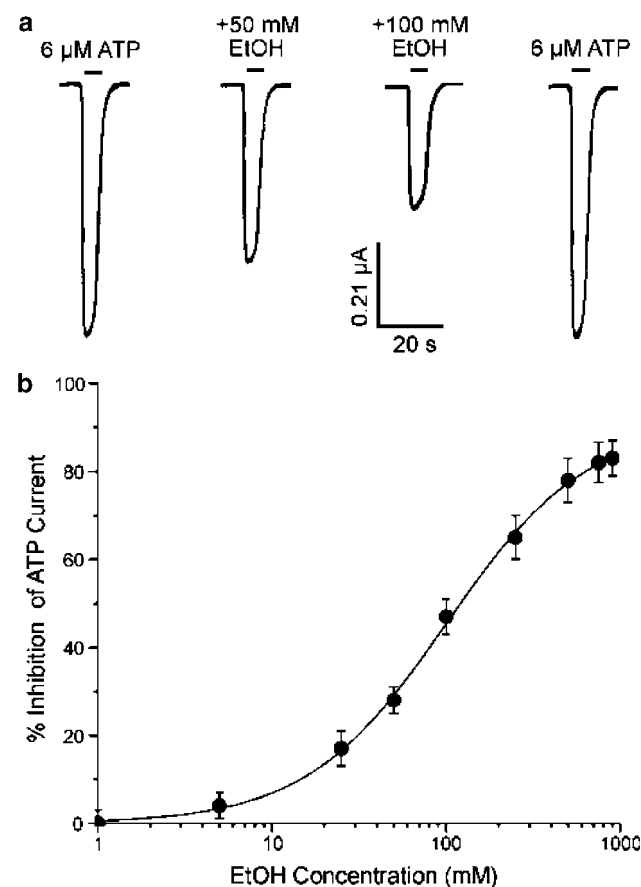 a
6 µM ATP
+50 mM
EtOH
+100 mM
EtOH
6 µM ATP
0.21 µA
20 s
b
100
80
60
40
20
0
% Inhibition of ATP Current
1
10
100
1000
EtOH Concentration (mM)